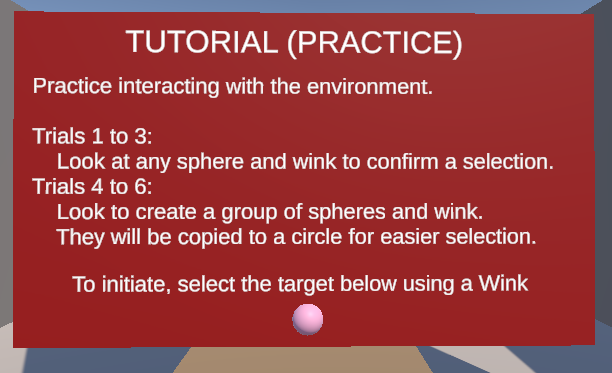 TUTORIAL (PRACTICE)
Practice interacting with the environment.
Trials 1 to 3:
Look at any sphere and wink to confirm a selection.
Trials 4 to 6:
Look to create a group of spheres and wink.
They will be copied to a circle for easier selection.
To initiate, select the target below using a Wink